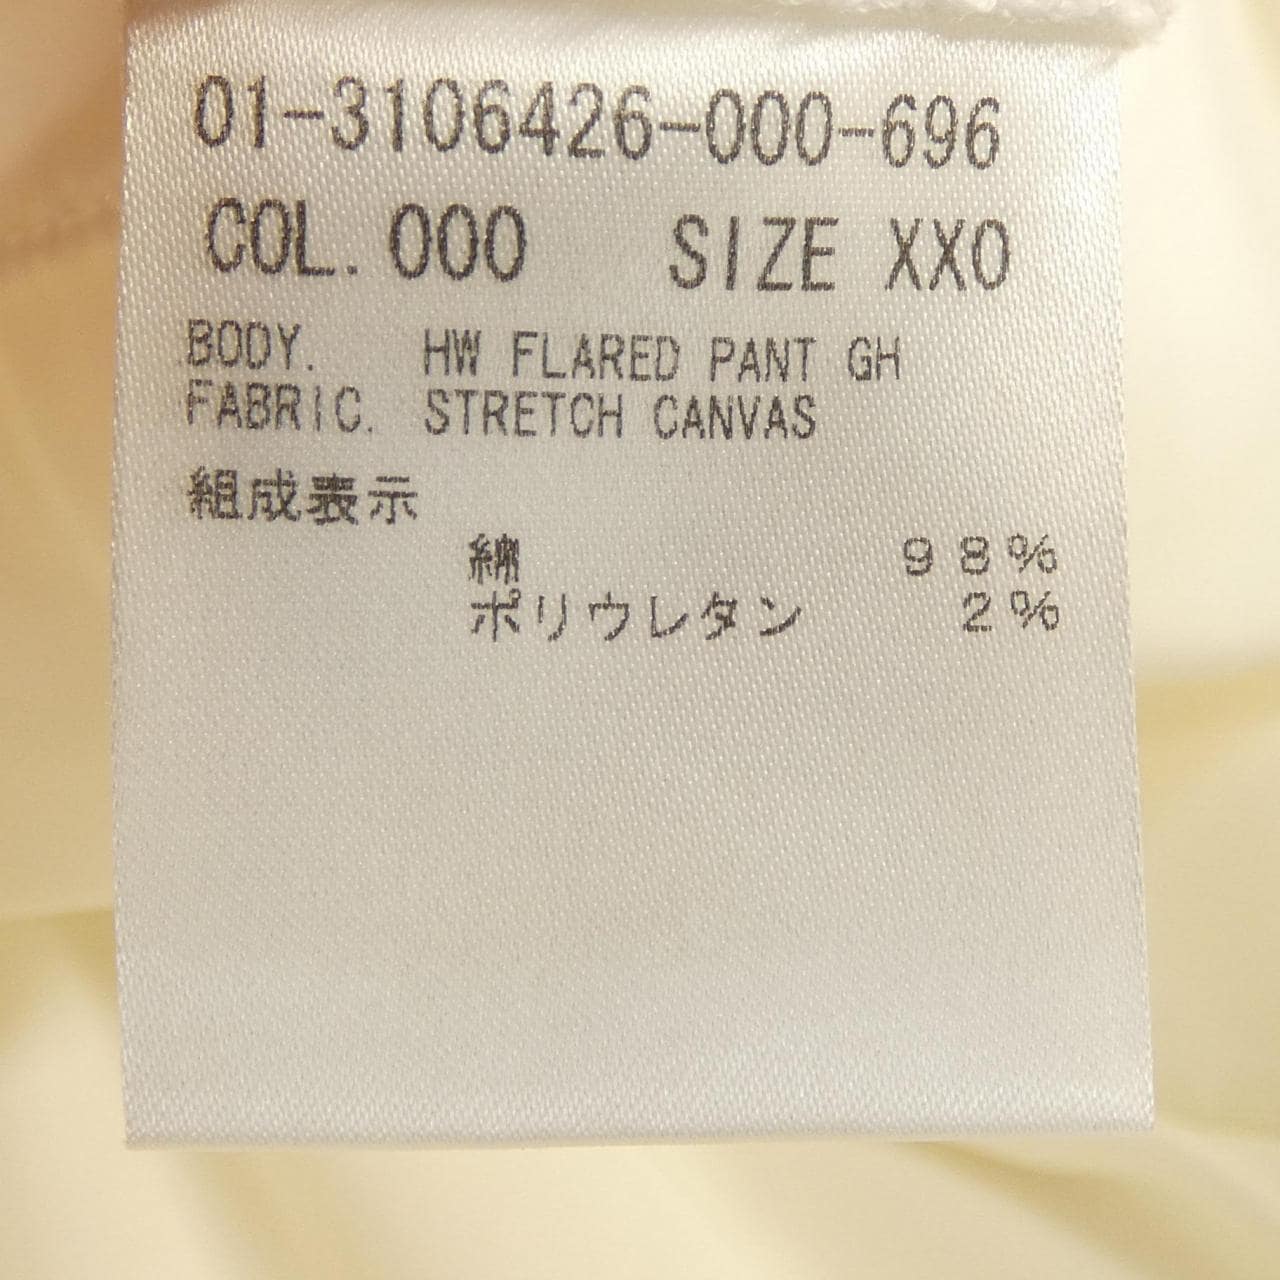 01-3106426-000-696
COL. 000 SIZE XXO
BODY. HW FLARED PANT GH
FABRIC. STRETCH CANVAS
組成表示
綿 98%
ポリウレタン 2%